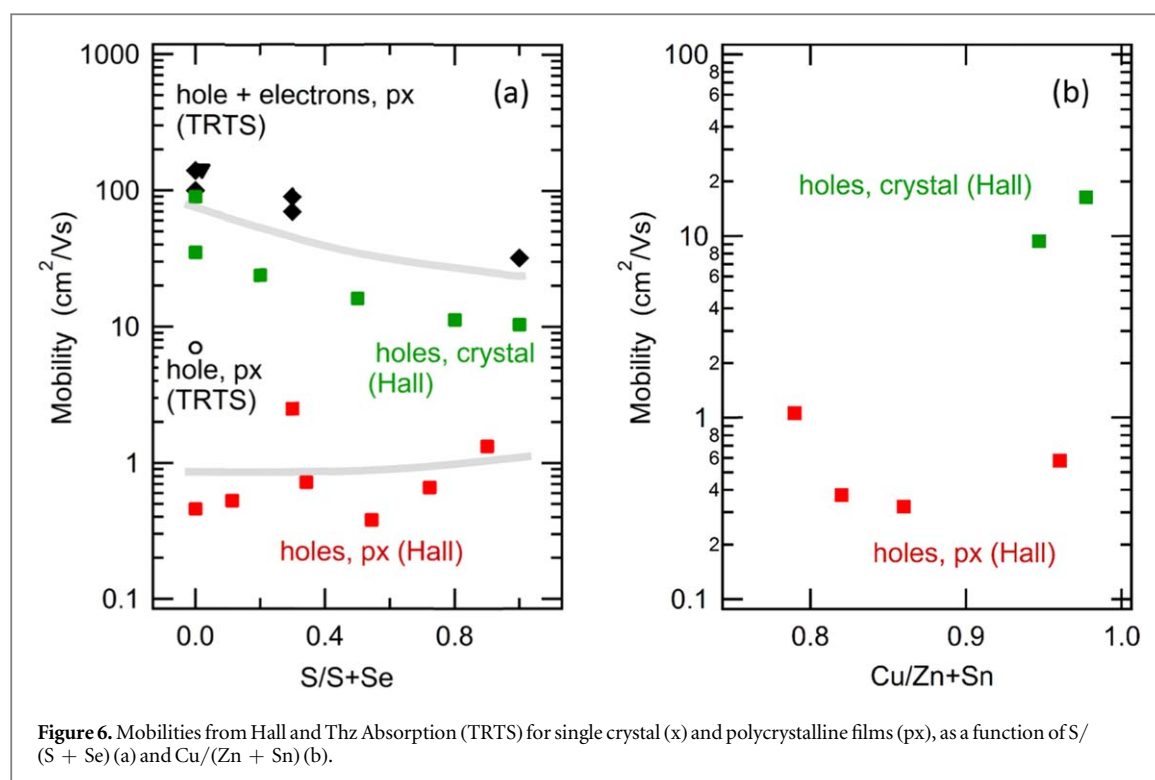 1000
100
10
1
0.1
Mobility (cm²/Vs)
hole + electrons, px
(TRTS)
(a)
hole, px
(TRTS)
holes, crystal
(Hall)
holes, px (Hall)
0.0 0.4 0.8
S/S+Se
100
8
6
4
2
10
8
6
4
2
1
8
6
4
2
0.1
Mobility (cm²/Vs)
(b)
holes, crystal (Hall)
holes, px (Hall)
0.8 0.9 1.0
Cu/Zn+Sn
Figure 6. Mobilities from Hall and Thz Absorption (TRTS) for single crystal (x) and polycrystalline films (px), as a function of S/
(S + Se) (a) and Cu/(Zn + Sn) (b).